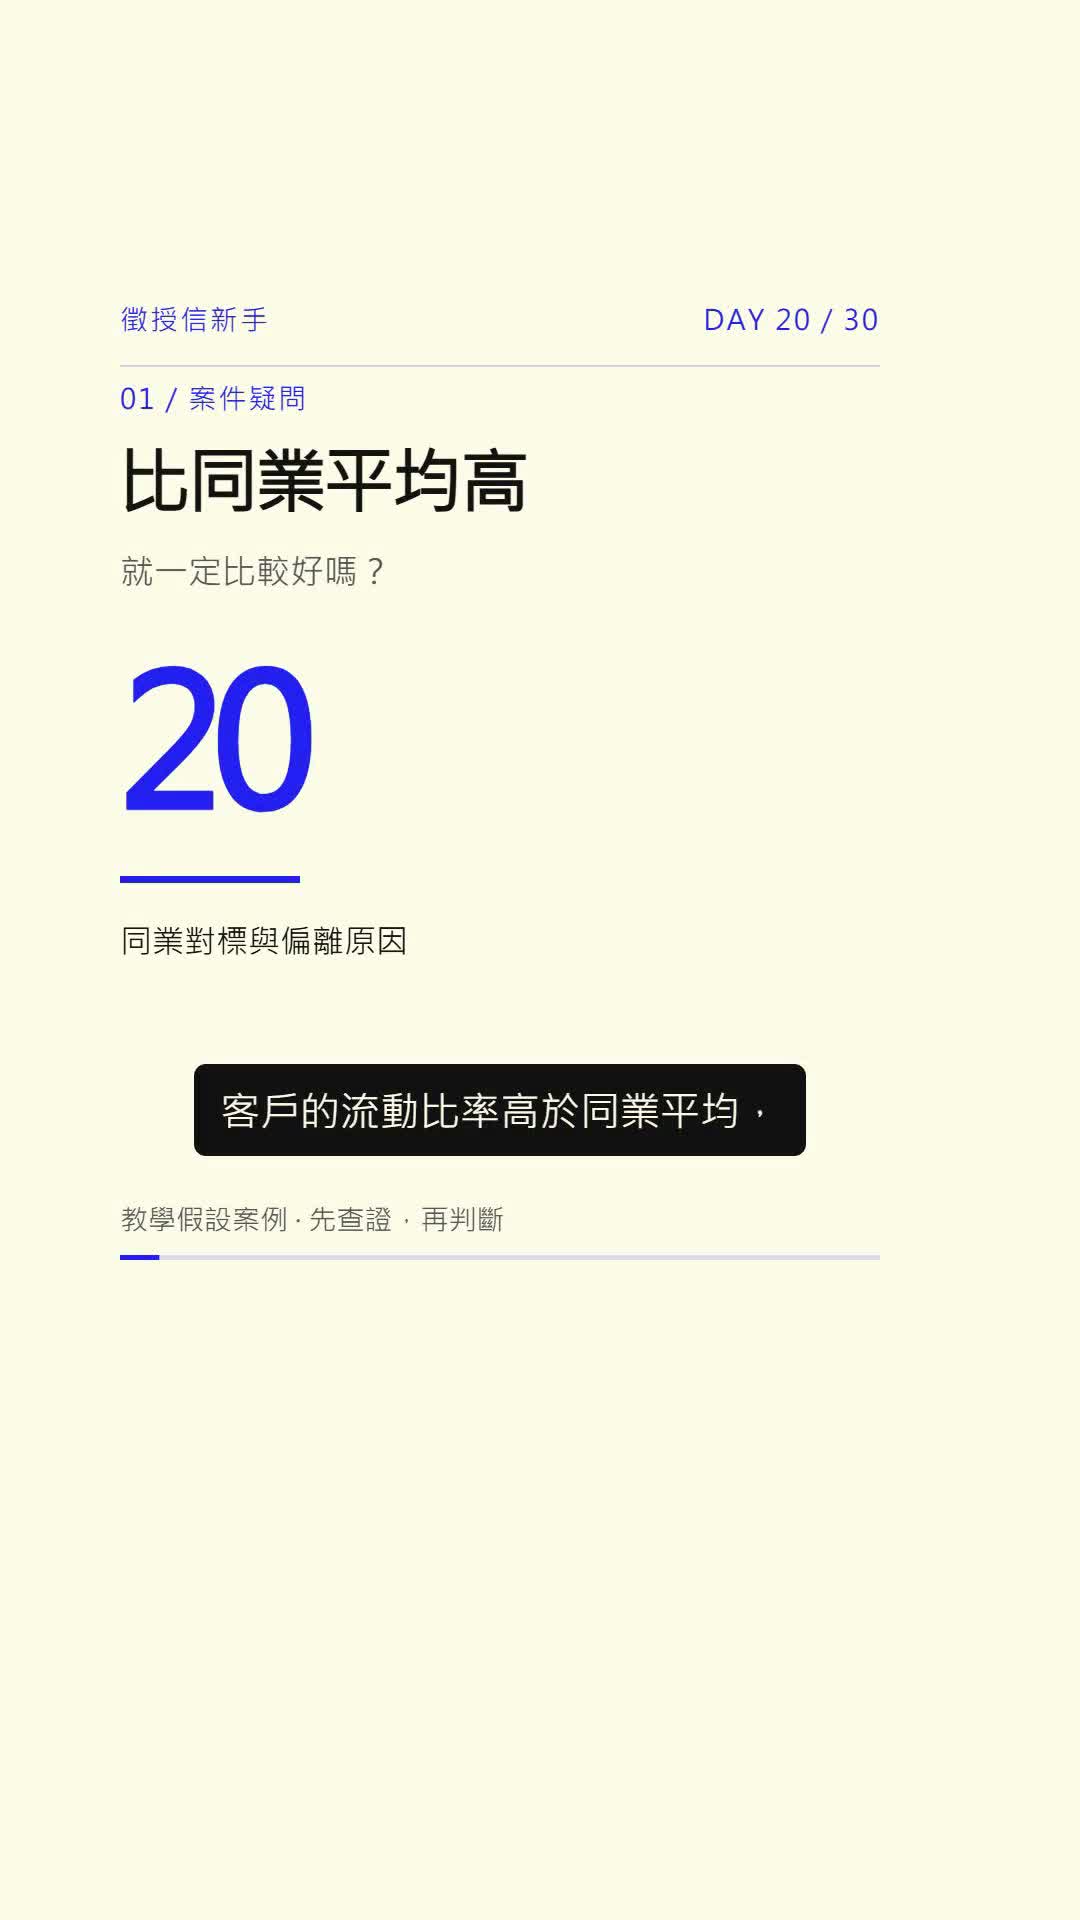 徵授信新手
DAY 20 / 30
01 / 案件疑問
比同業平均高
就一定比較好嗎？
20
同業對標與偏離原因
客戶的流動比率高於同業平均，
教學假設案例 · 先查證，再判斷